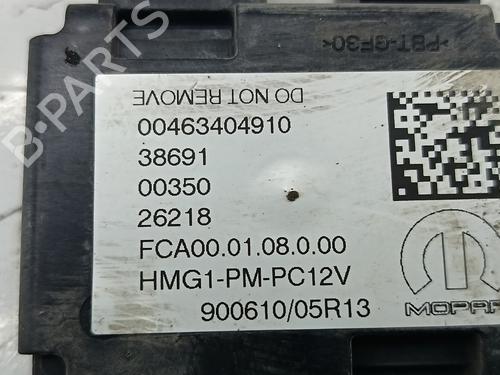 >PBT-GF30<
DO NOT REMOVE
00463404910
38691
00350
26218
FCA00.01.08.0.00
HMG1-PM-PC12V
900610/05R13
MOPAR
B-PARTS